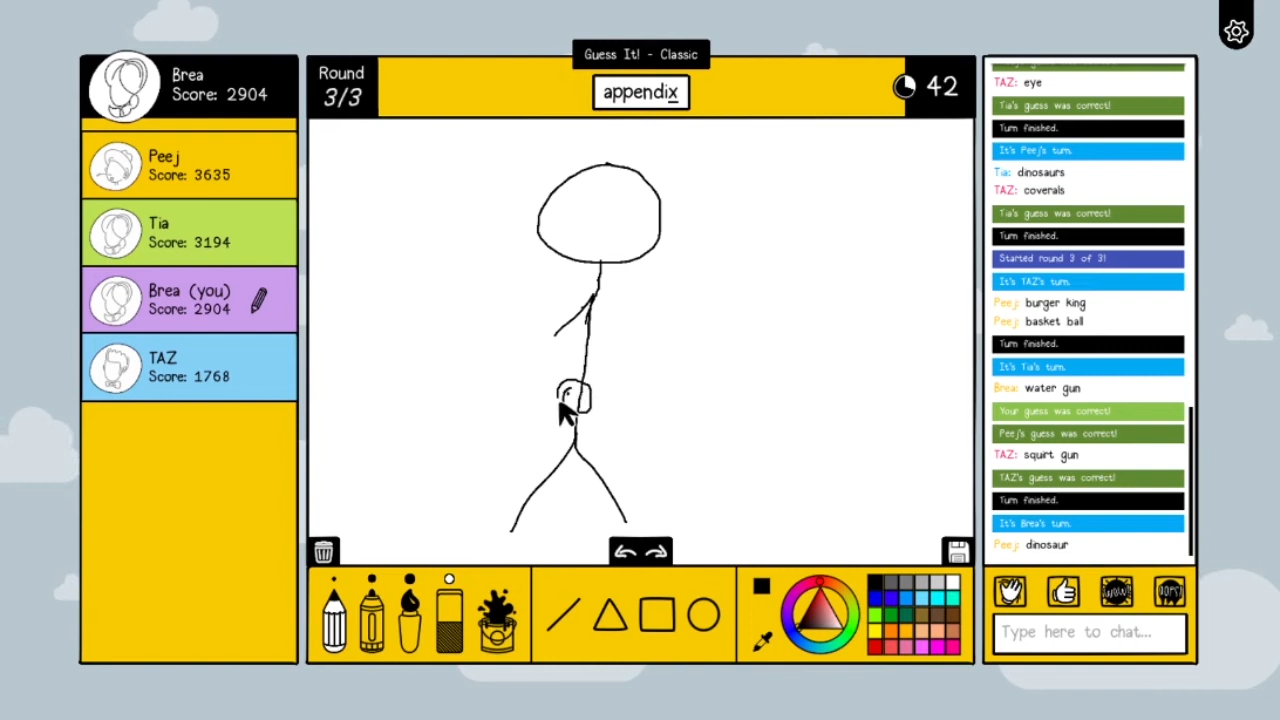 Guess It! - Classic
Brea
Score: 2904
Round
3/3
appendix
42
Peej
Score: 3635
Tia
Score: 3194
Brea (you)
Score: 2904
TAZ
Score: 1768
TAZ: eye
Tia's guess was correct!
Turn finished.
It's Peej's turn.
Tia: dinosaurs
TAZ: coverals
Tia's guess was correct!
Turn finished.
Started round 3 of 3!
It's TAZ's turn.
Peej: burger king
Peej: basket ball
Turn finished.
It's Tia's turn.
Brea: water gun
Your guess was correct!
Peej's guess was correct!
TAZ: squirt gun
TAZ's guess was correct!
Turn finished.
It's Brea's turn.
Peej: dinosaur
WOW!
Type here to chat...